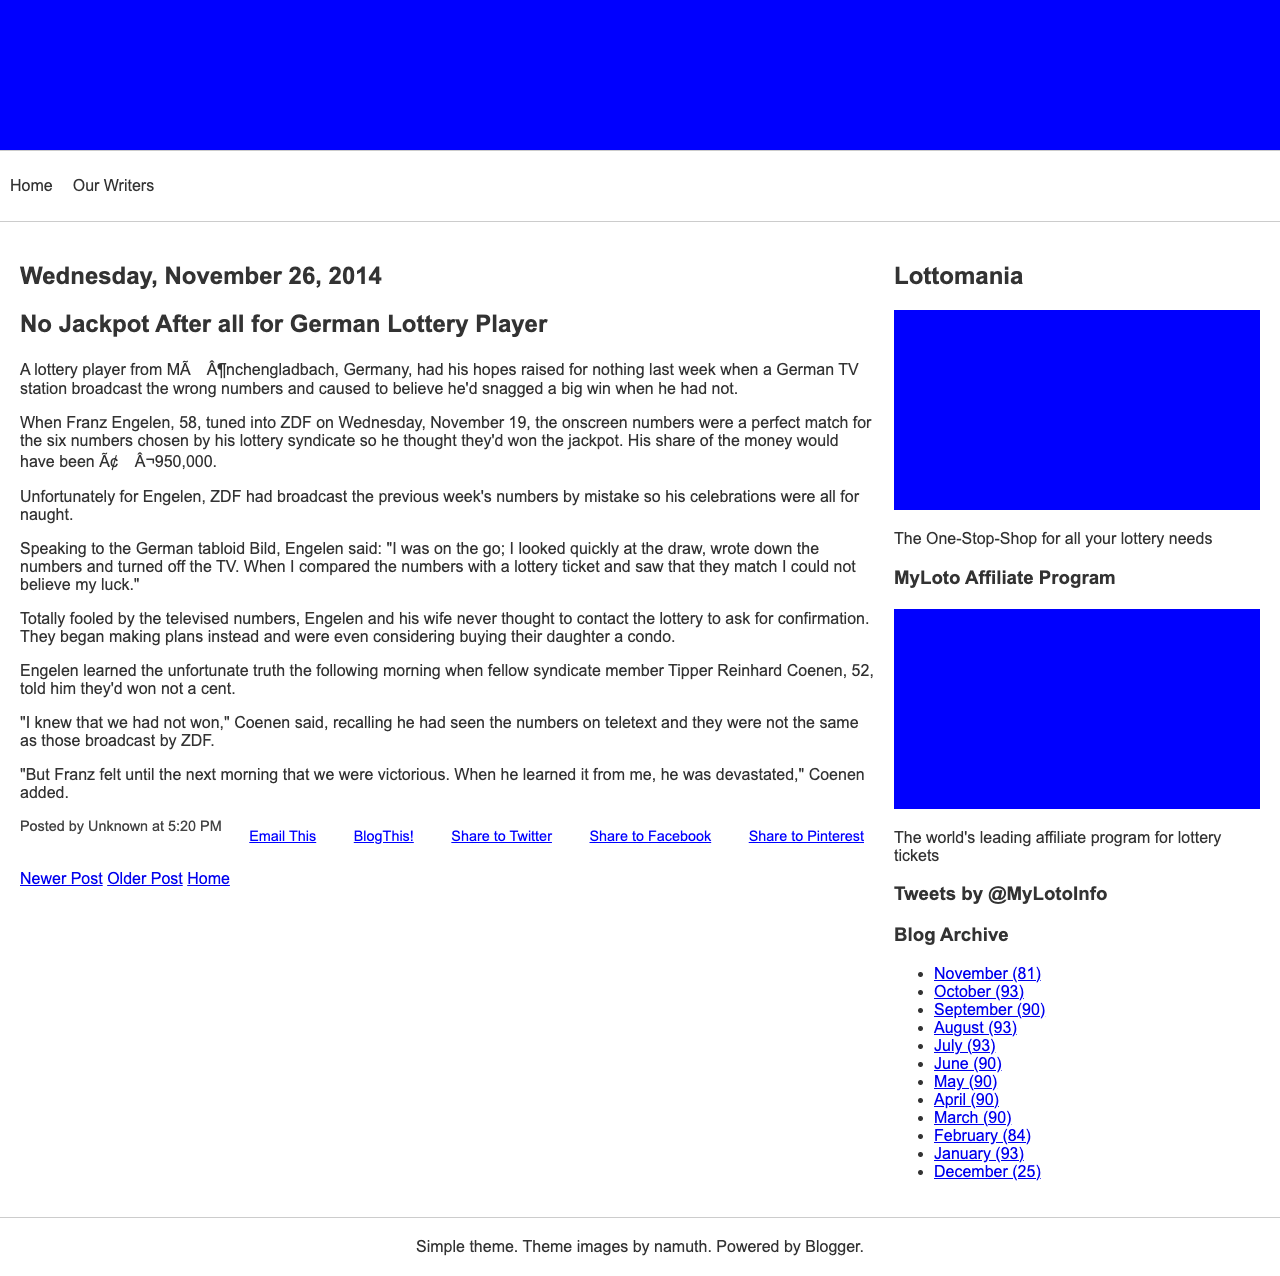 Home
Our Writers
Wednesday, November 26, 2014
No Jackpot After all for German Lottery Player
A lottery player from MÃ Â¶nchengladbach, Germany, had his hopes raised for nothing last week when a German TV
station broadcast the wrong numbers and caused to believe he'd snagged a big win when he had not.
When Franz Engelen, 58, tuned into ZDF on Wednesday, November 19, the onscreen numbers were a perfect match for
the six numbers chosen by his lottery syndicate so he thought they'd won the jackpot. His share of the money would
have been Ã¢ Â¬950,000.
Unfortunately for Engelen, ZDF had broadcast the previous week's numbers by mistake so his celebrations were all for
naught.
Speaking to the German tabloid Bild, Engelen said: "I was on the go; I looked quickly at the draw, wrote down the
numbers and turned off the TV. When I compared the numbers with a lottery ticket and saw that they match I could not
believe my luck."
Totally fooled by the televised numbers, Engelen and his wife never thought to contact the lottery to ask for confirmation.
They began making plans instead and were even considering buying their daughter a condo.
Engelen learned the unfortunate truth the following morning when fellow syndicate member Tipper Reinhard Coenen, 52,
told him they'd won not a cent.
"I knew that we had not won," Coenen said, recalling he had seen the numbers on teletext and they were not the same
as those broadcast by ZDF.
"But Franz felt until the next morning that we were victorious. When he learned it from me, he was devastated," Coenen
added.
Posted by Unknown at 5:20 PM
Email This
BlogThis!
Share to Twitter
Share to Facebook
Share to Pinterest
Newer Post Older Post Home
Lottomania
The One-Stop-Shop for all your lottery needs
MyLoto Affiliate Program
The world's leading affiliate program for lottery
tickets
Tweets by @MyLotoInfo
Blog Archive
November (81)
October (93)
September (90)
August (93)
July (93)
June (90)
May (90)
April (90)
March (90)
February (84)
January (93)
December (25)
Simple theme. Theme images by namuth. Powered by Blogger.